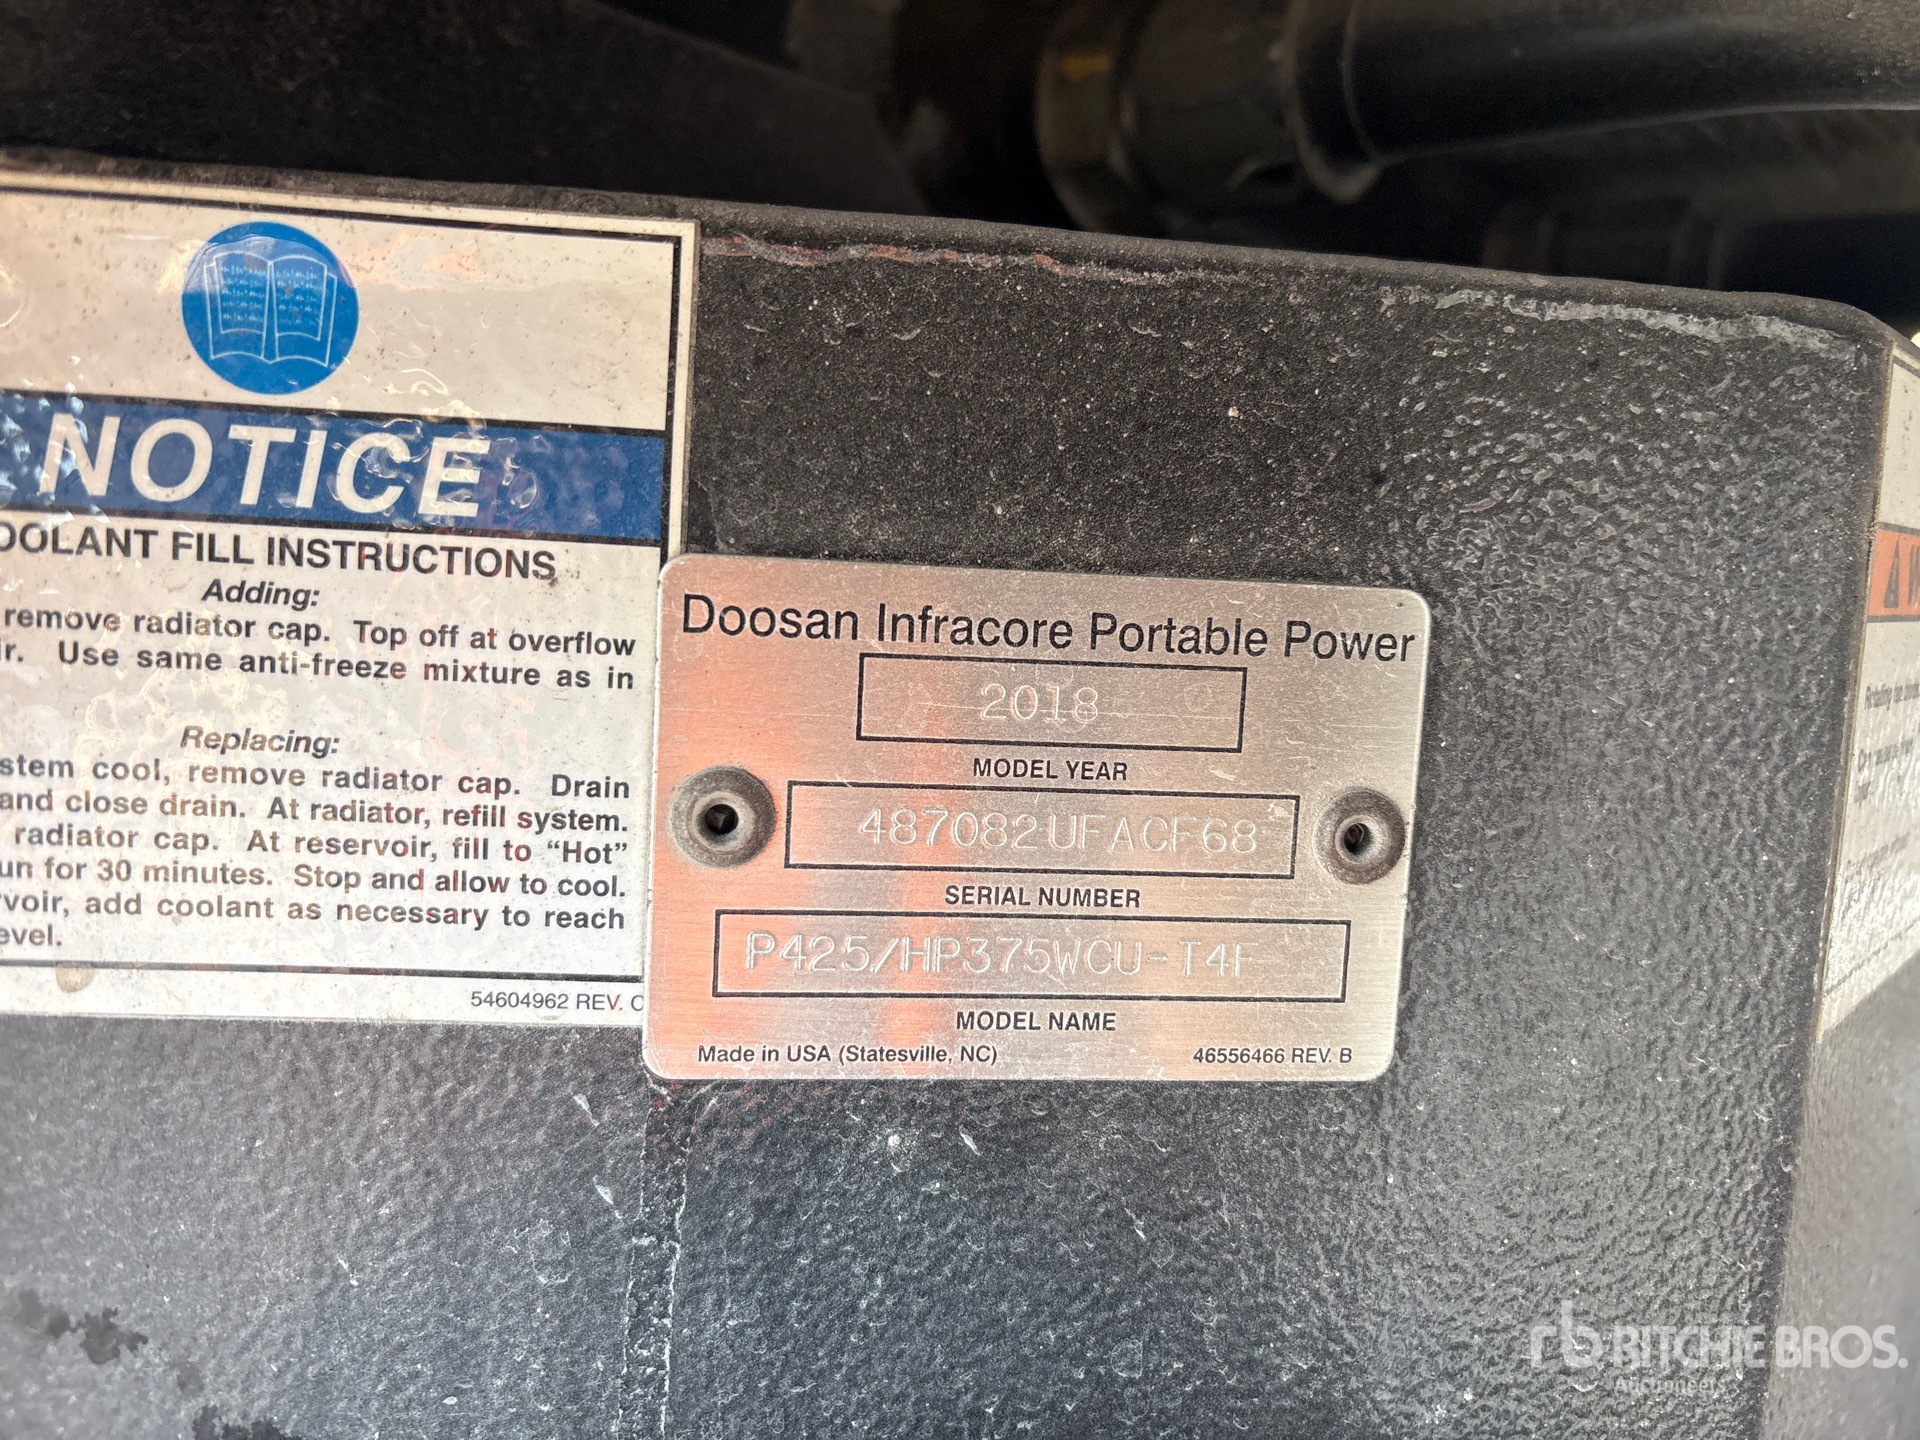 NOTICE
OOLANT FILL INSTRUCTIONS
Adding:
remove radiator cap. Top off at overflow
ir. Use same anti-freeze mixture as in
Replacing:
stem cool, remove radiator cap. Drain
and close drain. At radiator, refill system.
radiator cap. At reservoir, fill to “Hot”
un for 30 minutes. Stop and allow to cool.
rvoir, add coolant as necessary to reach
evel.
54604962 REV. C
Doosan Infracore Portable Power
2018
MODEL YEAR
487082UFACF68
SERIAL NUMBER
P425/HP375WCU-T4F
MODEL NAME
Made in USA (Statesville, NC)
46556466 REV. B
rb RITCHIE BROS.
Auctioneers